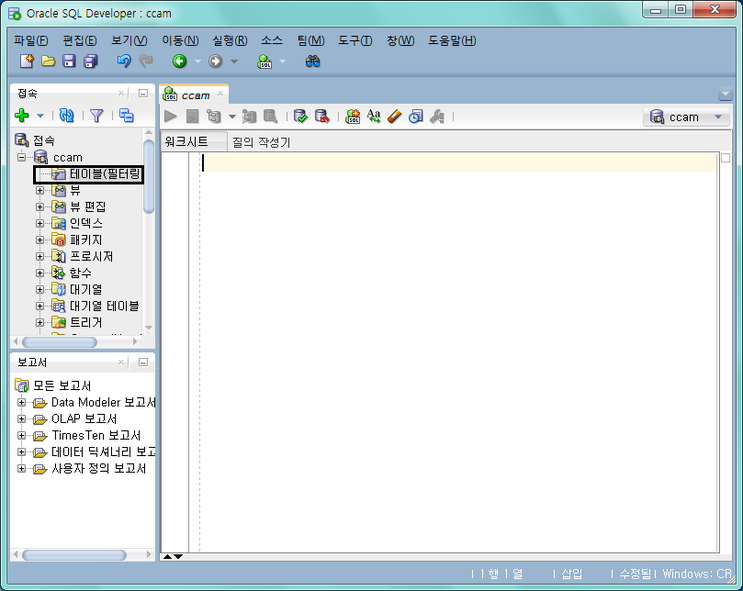 Oracle SQL Developer : ccam
파일(F) 편집(E) 보기(V) 이동(N) 실행(R) 소스 팀(M) 도구(T) 창(W) 도움말(H)
접속
접속
ccam
테이블(필터링
뷰
뷰 편집
인덱스
패키지
프로시저
함수
대기열
대기열 테이블
트리거
보고서
모든 보고서
Data Modeler 보고서
OLAP 보고서
TimesTen 보고서
데이터 딕셔너리 보고
사용자 정의 보고서
ccam
ccam
워크시트 질의 작성기
1 행 1 열 삽입 수정됨 Windows: CR